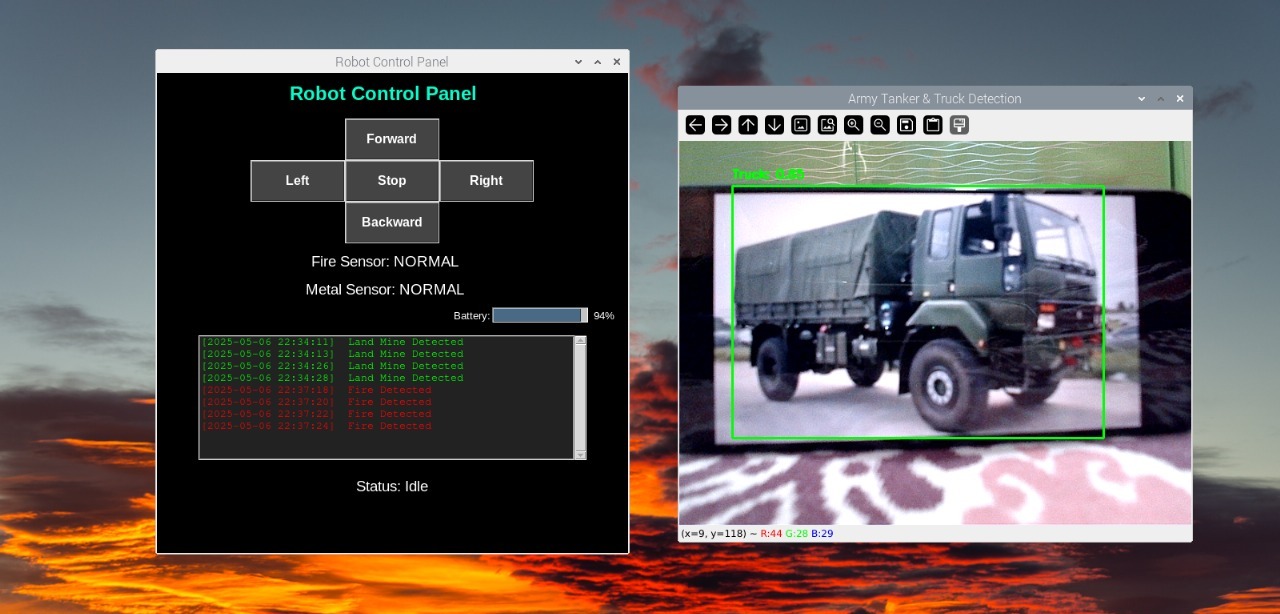 Robot Control Panel
Robot Control Panel
Forward
Left Stop Right
Backward
Fire Sensor: NORMAL
Metal Sensor: NORMAL
Battery: 94%
[2025-05-06 22:34:11] Land Mine Detected
[2025-05-06 22:34:13] Land Mine Detected
[2025-05-06 22:34:26] Land Mine Detected
[2025-05-06 22:34:28] Land Mine Detected
[2025-05-06 22:37:18] Fire Detected
[2025-05-06 22:37:20] Fire Detected
[2025-05-06 22:37:22] Fire Detected
[2025-05-06 22:37:24] Fire Detected
Status: Idle
Army Tanker & Truck Detection
(x=9, y=118) ~ R:44 G:28 B:29